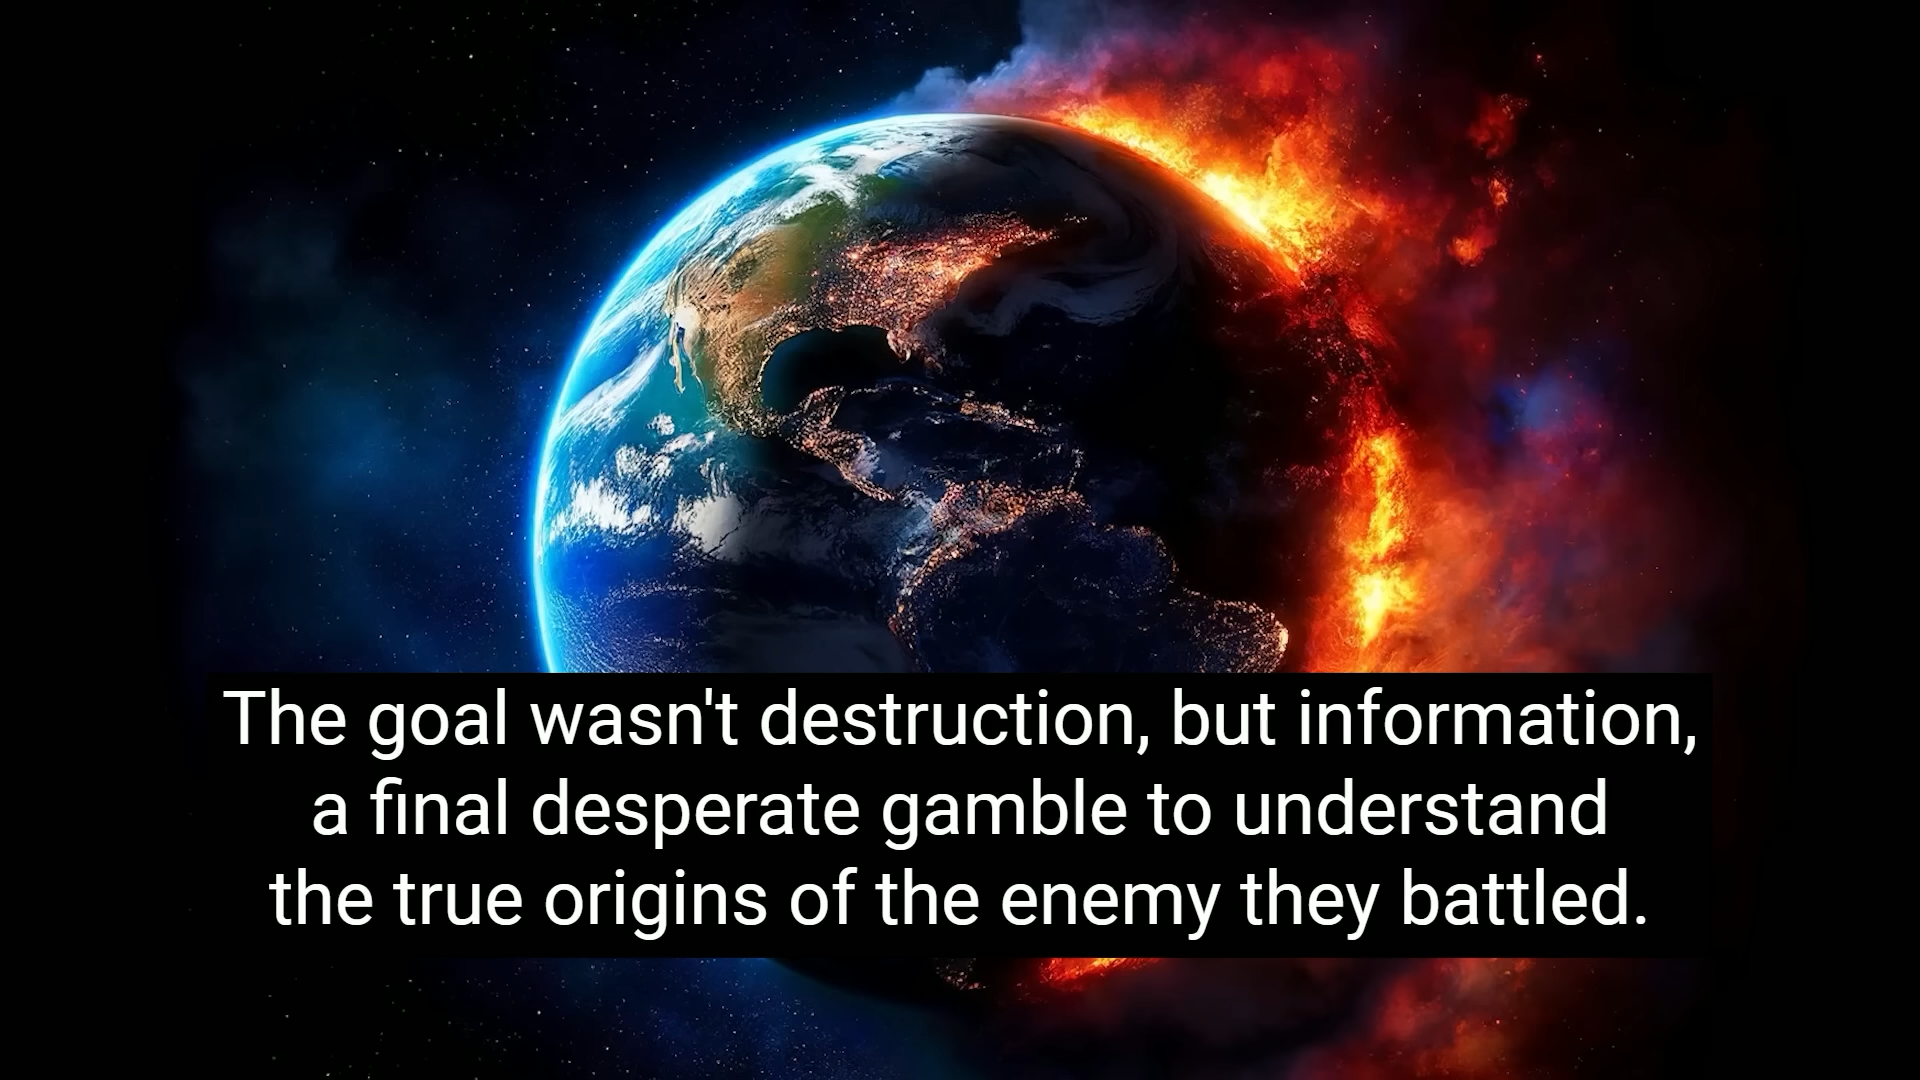 The goal wasn't destruction, but information,
a final desperate gamble to understand
the true origins of the enemy they battled.